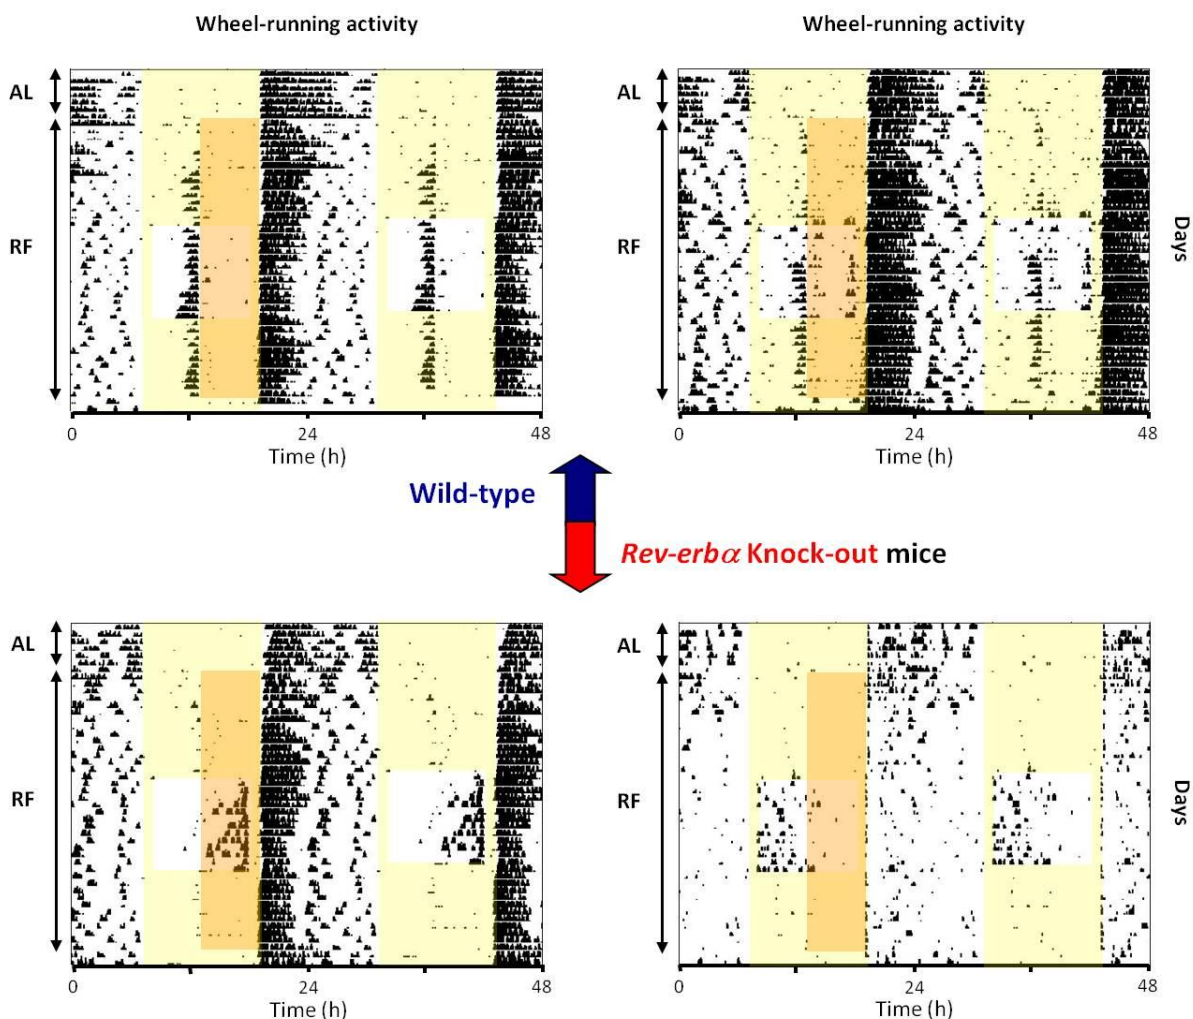 Wheel-running activity
Wheel-running activity
AL
RF
0 24 48
Time (h)
AL
RF
Days
0 24 48
Time (h)
Wild-type
Rev-erbα Knock-out mice
AL
RF
0 12 24 48
Time (h)
AL
RF
Days
0 12 24 48
Time (h)